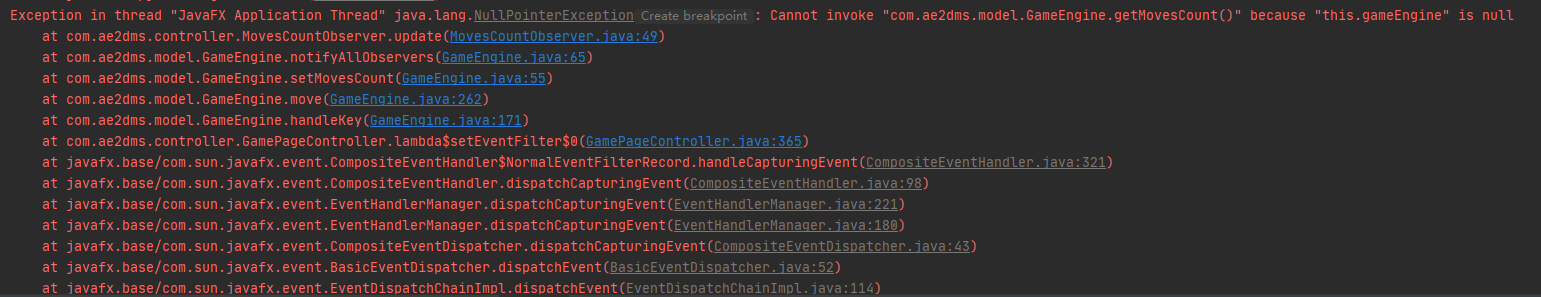 Exception in thread "JavaFX Application Thread" java.lang.NullPointerException Create breakpoint : Cannot invoke "com.ae2dms.model.GameEngine.getMovesCount()" because "this.gameEngine" is null
at com.ae2dms.controller.MovesCountObserver.update(MovesCountObserver.java:49)
at com.ae2dms.model.GameEngine.notifyAllObservers(GameEngine.java:65)
at com.ae2dms.model.GameEngine.setMovesCount(GameEngine.java:55)
at com.ae2dms.model.GameEngine.move(GameEngine.java:262)
at com.ae2dms.model.GameEngine.handleKey(GameEngine.java:171)
at com.ae2dms.controller.GamePageController.lambda$setEventFilter$0(GamePageController.java:365)
at javafx.base/com.sun.javafx.event.CompositeEventHandler$NormalEventFilterRecord.handleCapturingEvent(CompositeEventHandler.java:321)
at javafx.base/com.sun.javafx.event.CompositeEventHandler.dispatchCapturingEvent(CompositeEventHandler.java:98)
at javafx.base/com.sun.javafx.event.EventHandlerManager.dispatchCapturingEvent(EventHandlerManager.java:221)
at javafx.base/com.sun.javafx.event.EventHandlerManager.dispatchCapturingEvent(EventHandlerManager.java:180)
at javafx.base/com.sun.javafx.event.CompositeEventDispatcher.dispatchCapturingEvent(CompositeEventDispatcher.java:43)
at javafx.base/com.sun.javafx.event.BasicEventDispatcher.dispatchEvent(BasicEventDispatcher.java:52)
at javafx.base/com.sun.javafx.event.EventDispatchChainImpl.dispatchEvent(EventDispatchChainImpl.java:114)